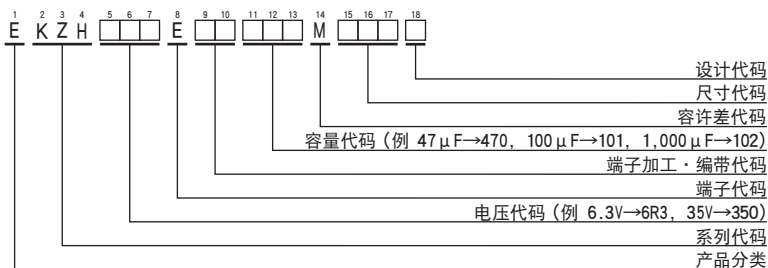 1 2 3 4 5 6 7 8 9 10 11 12 13 14 15 16 17 18
E K Z H □□□ E □□ □□□ M □□□ □
设计代码
尺寸代码
容许差代码
容量代码 (例 47μF→470, 100μF→101, 1,000μF→102)
端子加工・编带代码
端子代码
电压代码 (例 6.3V→6R3, 35V→350)
系列代码
产品分类